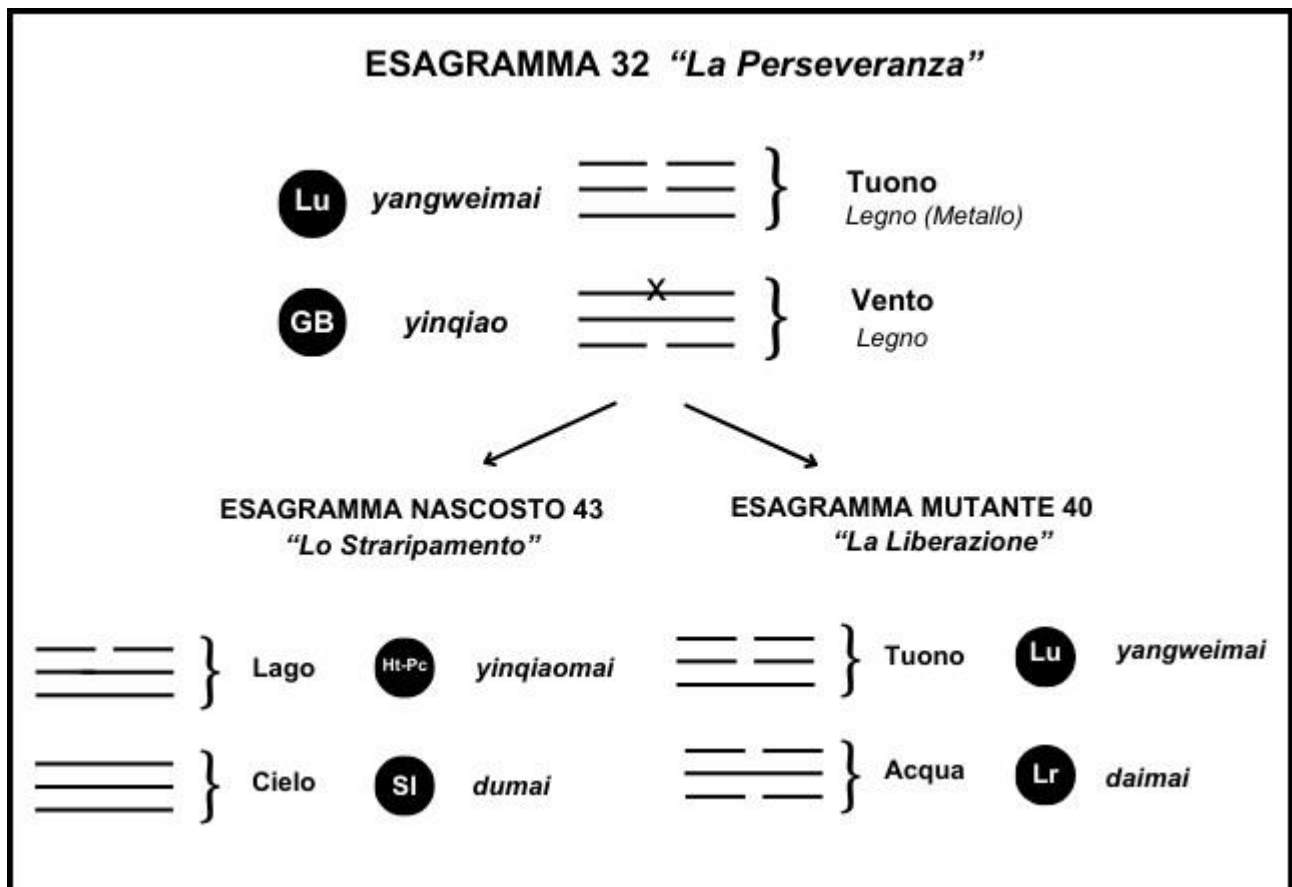 ESAGRAMMA 32 “La Perseveranza”
Lu yangweimai } Tuono
Legno (Metallo)
X
GB yinqiao } Vento
Legno
ESAGRAMMA NASCOSTO 43
“Lo Straripamento”
ESAGRAMMA MUTANTE 40
“La Liberazione”
} Lago Ht-Pc yinqiaomai
} Cielo SI dumai
} Tuono Lu yangweimai
} Acqua Lr daimai